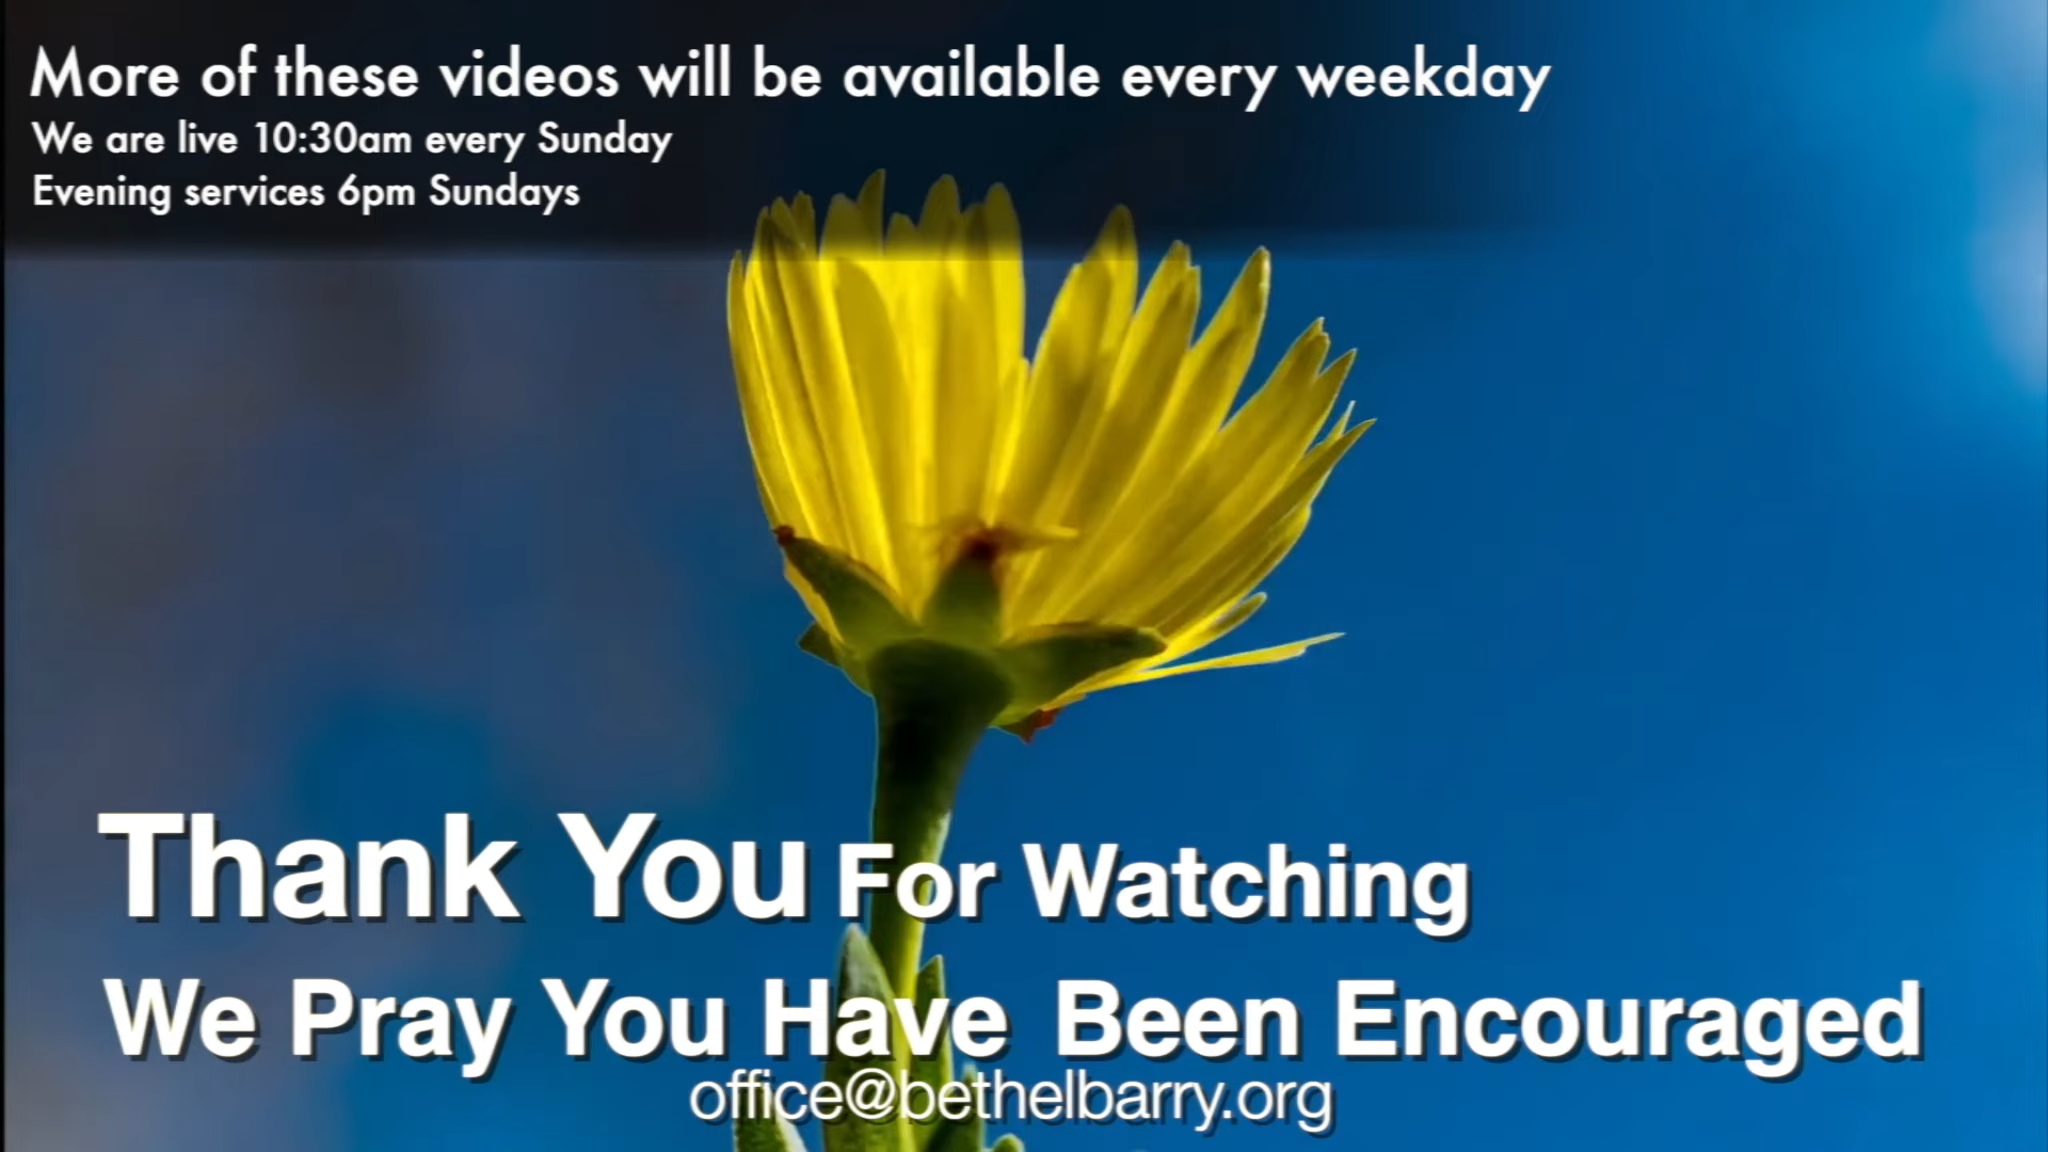 More of these videos will be available every weekday
We are live 10:30am every Sunday
Evening services 6pm Sundays
Thank You For Watching
We Pray You Have Been Encouraged
office@bethelbarry.org